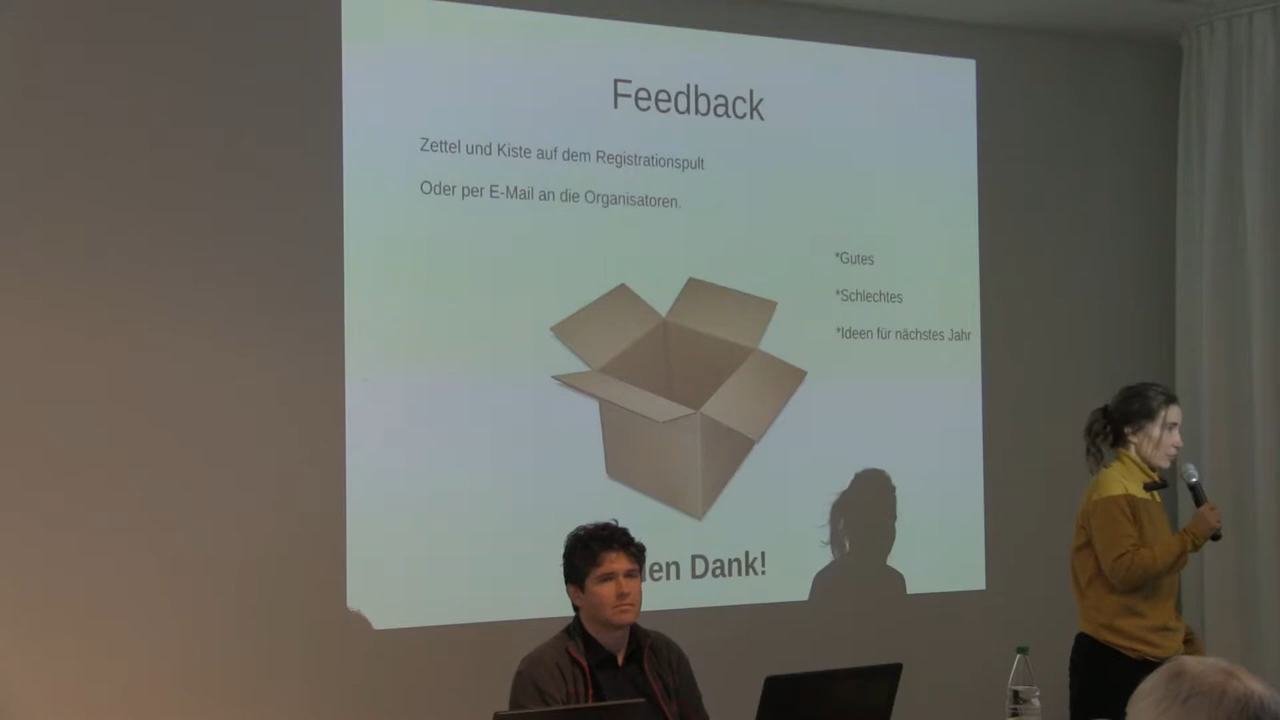 Feedback
Zettel und Kiste auf dem Registrationspult
Oder per E-Mail an die Organisatoren.
*Gutes
*Schlechtes
*Ideen für nächstes Jahr
Dank!